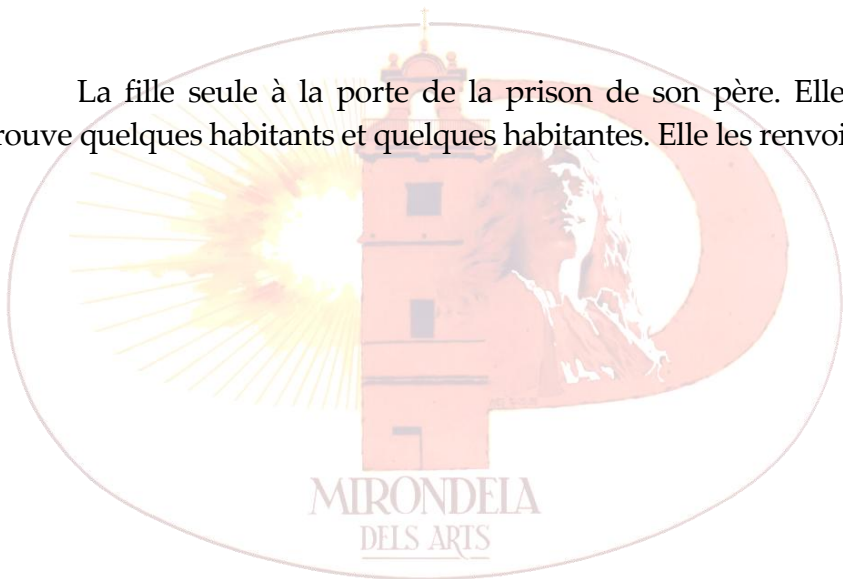 La fille seule à la porte de la prison de son père. Elle
rouve quelques habitants et quelques habitantes. Elle les renvoi
MIRONDELA
DELS ARTS